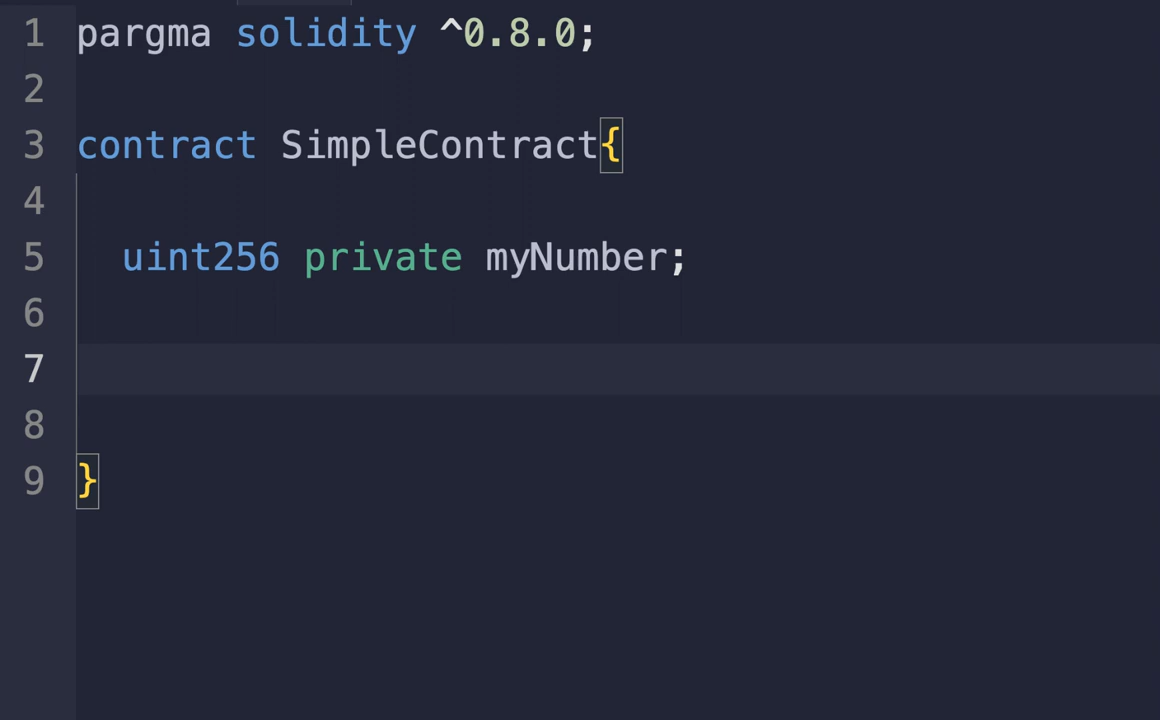 1 pargma solidity ^0.8.0;
2
3 contract SimpleContract{
4
5 uint256 private myNumber;
6
7
8
9 }